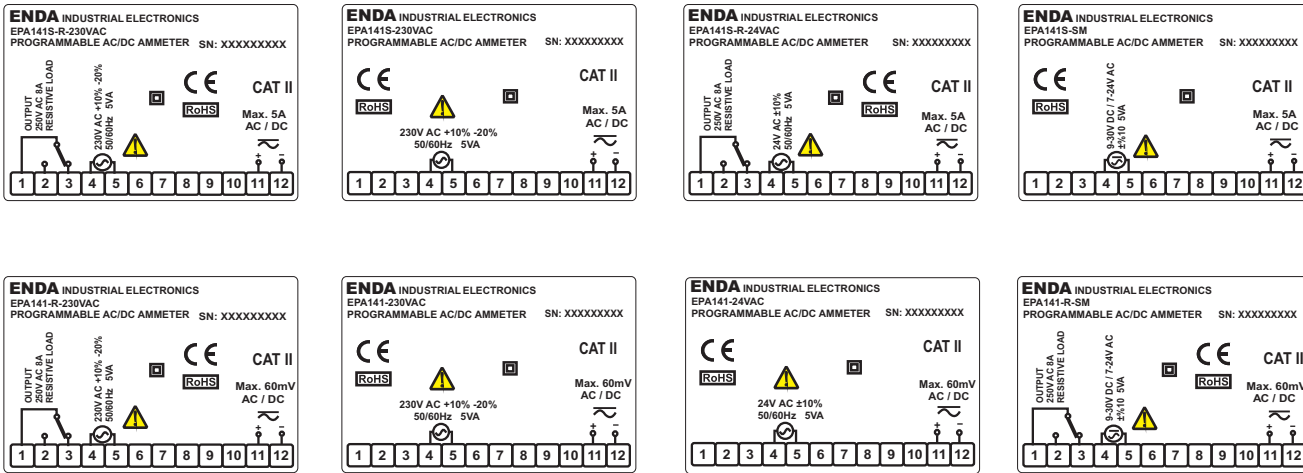 ENDA INDUSTRIAL ELECTRONICS
EPA141S-R-230VAC
PROGRAMMABLE AC/DC AMMETER SN: XXXXXXXXX
OUTPUT
250V AC 8A
RESISTIVE LOAD
230V AC +10% -20%
50/60Hz 5VA
CE
RoHS
CAT II
Max. 5A
AC / DC
+ -
1 2 3 4 5 6 7 8 9 10 11 12
ENDA INDUSTRIAL ELECTRONICS
EPA141S-230VAC
PROGRAMMABLE AC/DC AMMETER SN: XXXXXXXXX
CE
RoHS
230V AC +10% -20%
50/60Hz 5VA
CAT II
Max. 5A
AC / DC
+ -
1 2 3 4 5 6 7 8 9 10 11 12
ENDA INDUSTRIAL ELECTRONICS
EPA141S-R-24VAC
PROGRAMMABLE AC/DC AMMETER SN: XXXXXXXXX
OUTPUT
250V AC 8A
RESISTIVE LOAD
24V AC ±10%
50/60Hz 5VA
CE
RoHS
CAT II
Max. 5A
AC / DC
+ -
1 2 3 4 5 6 7 8 9 10 11 12
ENDA INDUSTRIAL ELECTRONICS
EPA141S-SM
PROGRAMMABLE AC/DC AMMETER SN: XXXXXXXXX
CE
RoHS
9-30V DC / 7-24V AC
±%10 5VA
CAT II
Max. 5A
AC / DC
+ -
1 2 3 4 5 6 7 8 9 10 11 12
ENDA INDUSTRIAL ELECTRONICS
EPA141-R-230VAC
PROGRAMMABLE AC/DC AMMETER SN: XXXXXXXXX
OUTPUT
250V AC 8A
RESISTIVE LOAD
230V AC +10% -20%
50/60Hz 5VA
CE
RoHS
CAT II
Max. 60mV
AC / DC
+ -
1 2 3 4 5 6 7 8 9 10 11 12
ENDA INDUSTRIAL ELECTRONICS
EPA141-230VAC
PROGRAMMABLE AC/DC AMMETER SN: XXXXXXXXX
CE
RoHS
230V AC +10% -20%
50/60Hz 5VA
CAT II
Max. 60mV
AC / DC
+ -
1 2 3 4 5 6 7 8 9 10 11 12
ENDA INDUSTRIAL ELECTRONICS
EPA141-24VAC
PROGRAMMABLE AC/DC AMMETER SN: XXXXXXXXX
CE
RoHS
24V AC ±10%
50/60Hz 5VA
CAT II
Max. 60mV
AC / DC
+ -
1 2 3 4 5 6 7 8 9 10 11 12
ENDA INDUSTRIAL ELECTRONICS
EPA141-R-SM
PROGRAMMABLE AC/DC AMMETER SN: XXXXXXXXX
OUTPUT
250V AC 8A
RESISTIVE LOAD
9-30V DC / 7-24V AC
±%10 5VA
CE
RoHS
CAT II
Max. 60mV
AC / DC
+ -
1 2 3 4 5 6 7 8 9 10 11 12